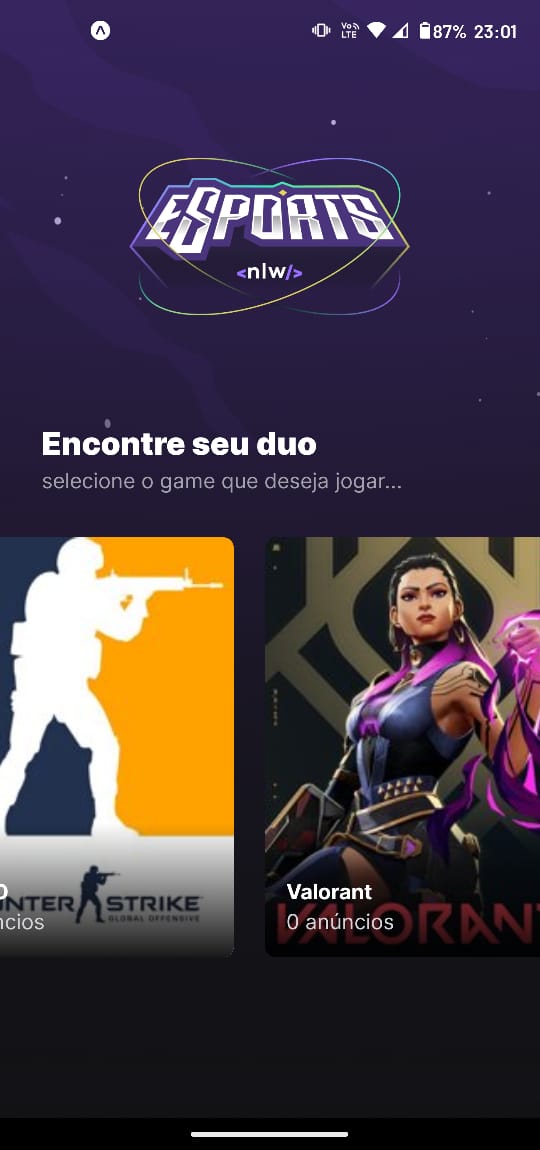 Vo
LTE
87% 23:01
ESPORTS
<nlw/>
Encontre seu duo
selecione o game que deseja jogar...
NTER STRIKE
GLOBAL OFFENSIVE
O
ncios
Valorant
0 anúncios
VALORANT